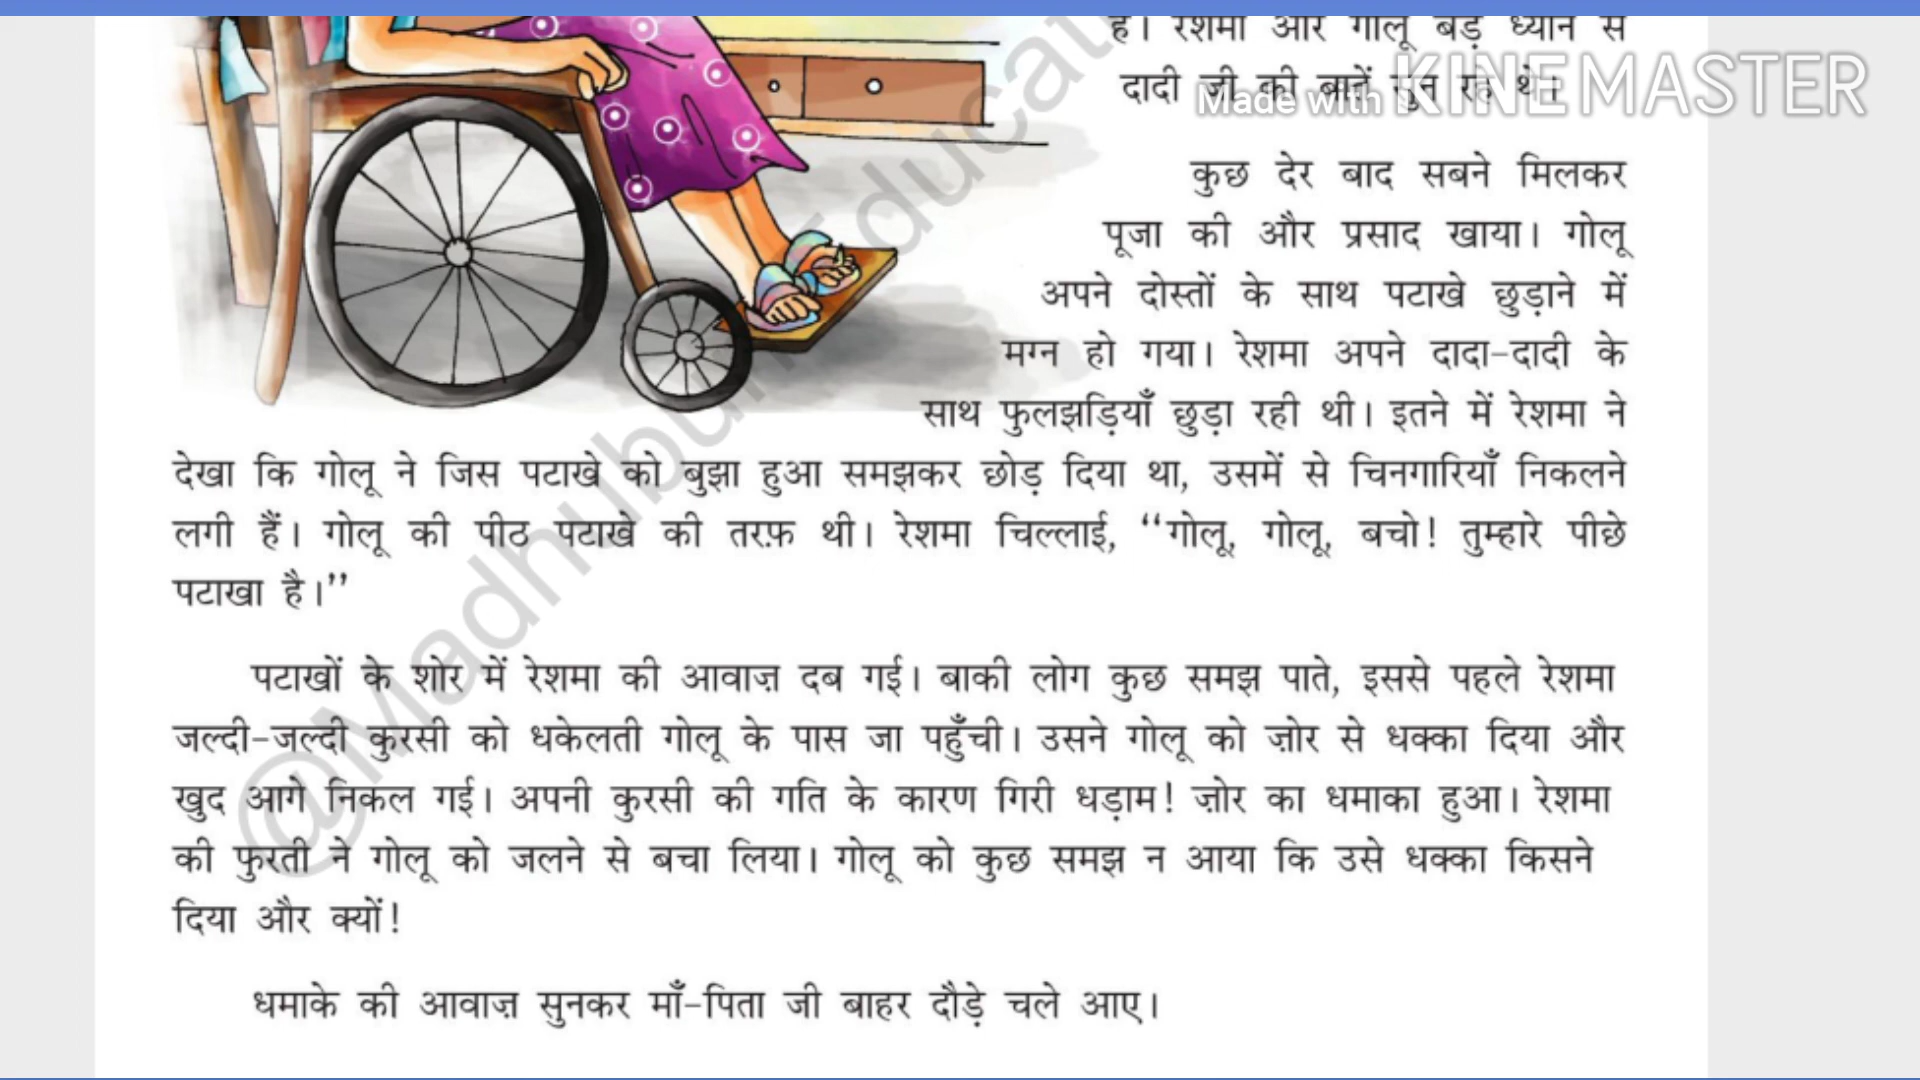 है। रेशमा और गोलू बड़े ध्यान से
दादी जी की बातें सुन रहे थे।
Made with KINEMASTER
कुछ देर बाद सबने मिलकर
पूजा की और प्रसाद खाया। गोलू
अपने दोस्तों के साथ पटाखे छुड़ाने में
मग्न हो गया। रेशमा अपने दादा-दादी के
साथ फुलझड़ियाँ छुड़ा रही थी। इतने में रेशमा ने
देखा कि गोलू ने जिस पटाखे को बुझा हुआ समझकर छोड़ दिया था, उसमें से चिनगारियाँ निकलने
लगी हैं। गोलू की पीठ पटाखे की तरफ़ थी। रेशमा चिल्लाई, “गोलू, गोलू, बचो! तुम्हारे पीछे
पटाखा है।”
पटाखों के शोर में रेशमा की आवाज़ दब गई। बाकी लोग कुछ समझ पाते, इससे पहले रेशमा
जल्दी-जल्दी कुरसी को धकेलती गोलू के पास जा पहुँची। उसने गोलू को ज़ोर से धक्का दिया और
खुद आगे निकल गई। अपनी कुरसी की गति के कारण गिरी धड़ाम! ज़ोर का धमाका हुआ। रेशमा
की फुरती ने गोलू को जलने से बचा लिया। गोलू को कुछ समझ न आया कि उसे धक्का किसने
दिया और क्यों!
धमाके की आवाज़ सुनकर माँ-पिता जी बाहर दौड़े चले आए।
@Madhubun Educat